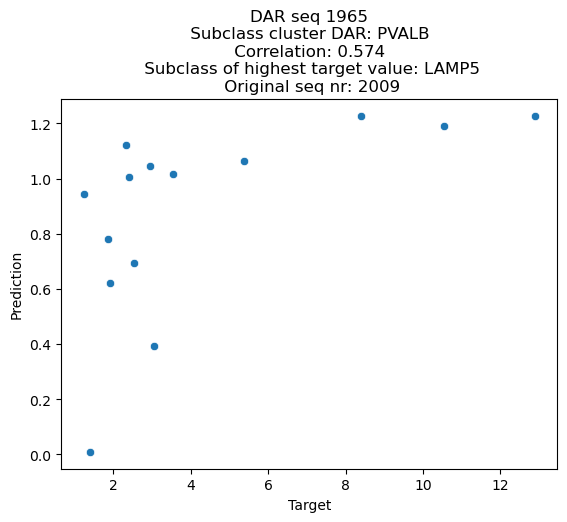 DAR seq 1965
Subclass cluster DAR: PVALB
Correlation: 0.574
Subclass of highest target value: LAMP5
Original seq nr: 2009
1.2
1.0
0.8
0.6
0.4
0.2
0.0
Prediction
2 4 6 8 10 12
Target